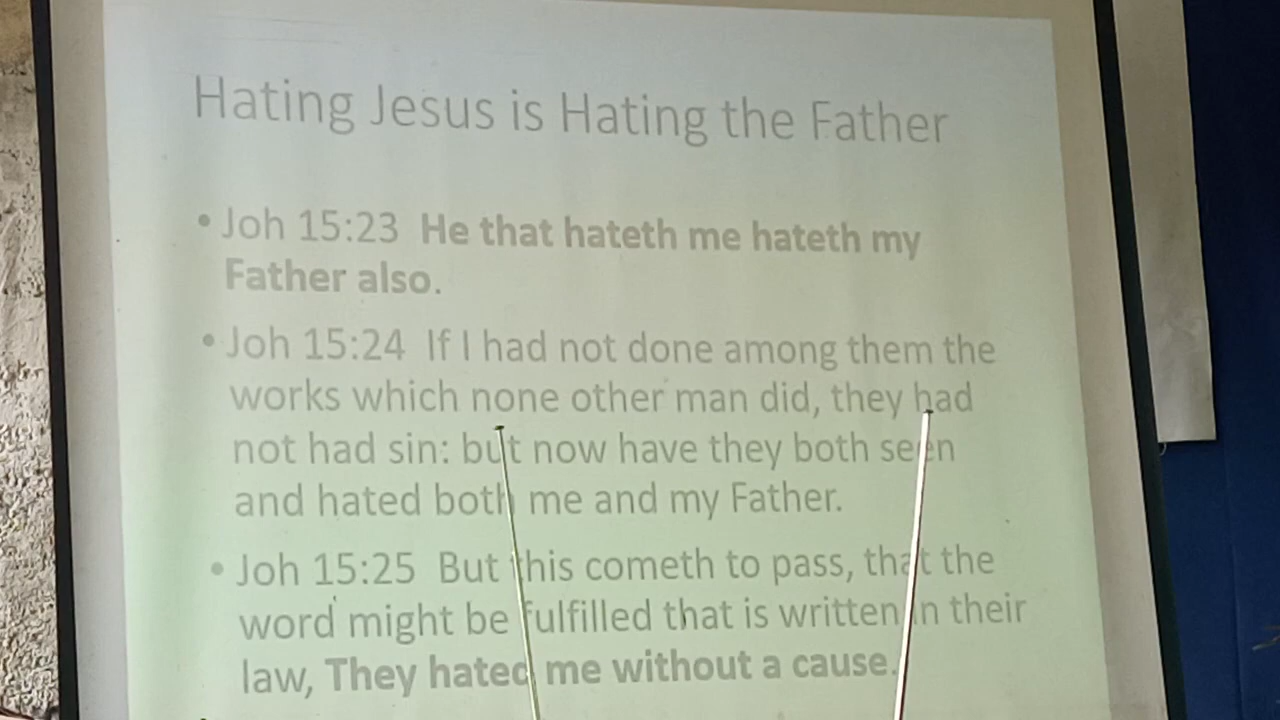 Hating Jesus is Hating the Father
• Joh 15:23 He that hateth me hateth my
Father also.
• Joh 15:24 If I had not done among them the
works which none other man did, they had
not had sin: but now have they both seen
and hated both me and my Father.
• Joh 15:25 But this cometh to pass, that the
word might be fulfilled that is written in their
law, They hated me without a cause.